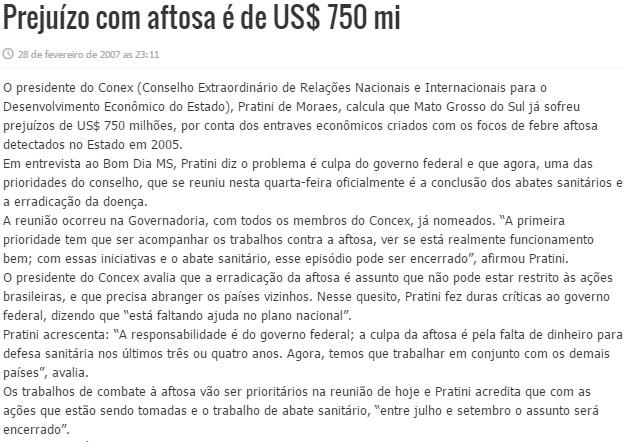 Prejuízo com aftosa é de US$ 750 mi
28 de fevereiro de 2007 as 23:11
O presidente do Conex (Conselho Extraordinário de Relações Nacionais e Internacionais para o
Desenvolvimento Econômico do Estado), Pratini de Moraes, calcula que Mato Grosso do Sul já sofreu
prejuízos de US$ 750 milhões, por conta dos entraves econômicos criados com os focos de febre aftosa
detectados no Estado em 2005.
Em entrevista ao Bom Dia MS, Pratini diz o problema é culpa do governo federal e que agora, uma das
prioridades do conselho, que se reuniu nesta quarta-feira oficialmente é a conclusão dos abates sanitários e
a erradicação da doença.
A reunião ocorreu na Governadoria, com todos os membros do Concex, já nomeados. “A primeira
prioridade tem que ser acompanhar os trabalhos contra a aftosa, ver se está realmente funcionamento
bem; com essas iniciativas e o abate sanitário, esse episódio pode ser encerrado”, afirmou Pratini.
O presidente do Concex avalia que a erradicação da aftosa é assunto que não pode estar restrito às ações
brasileiras, e que precisa abranger os países vizinhos. Nesse quesito, Pratini fez duras críticas ao governo
federal, dizendo que “está faltando ajuda no plano nacional”.
Pratini acrescenta: “A responsabilidade é do governo federal; a culpa da aftosa é pela falta de dinheiro para
defesa sanitária nos últimos três ou quatro anos. Agora, temos que trabalhar em conjunto com os demais
países”, avalia.
Os trabalhos de combate à aftosa vão ser prioritários na reunião de hoje e Pratini acredita que com as
ações que estão sendo tomadas e o trabalho de abate sanitário, “entre julho e setembro o assunto será
encerrado”.